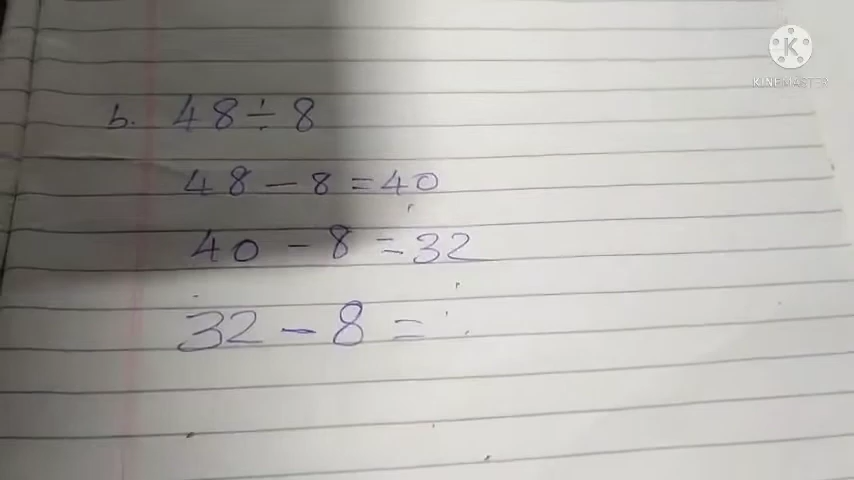 KINEMASTER
b. 48 ÷ 8
48 - 8 = 40
40 - 8 = 32
32 - 8 =